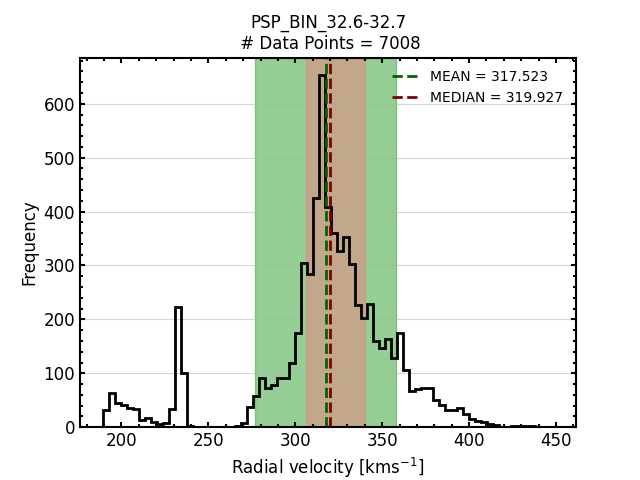 PSP_BIN_32.6-32.7
# Data Points = 7008
MEAN = 317.523
MEDIAN = 319.927
600
500
400
300
200
100
0
Frequency
200 250 300 350 400 450
Radial velocity [kms⁻¹]